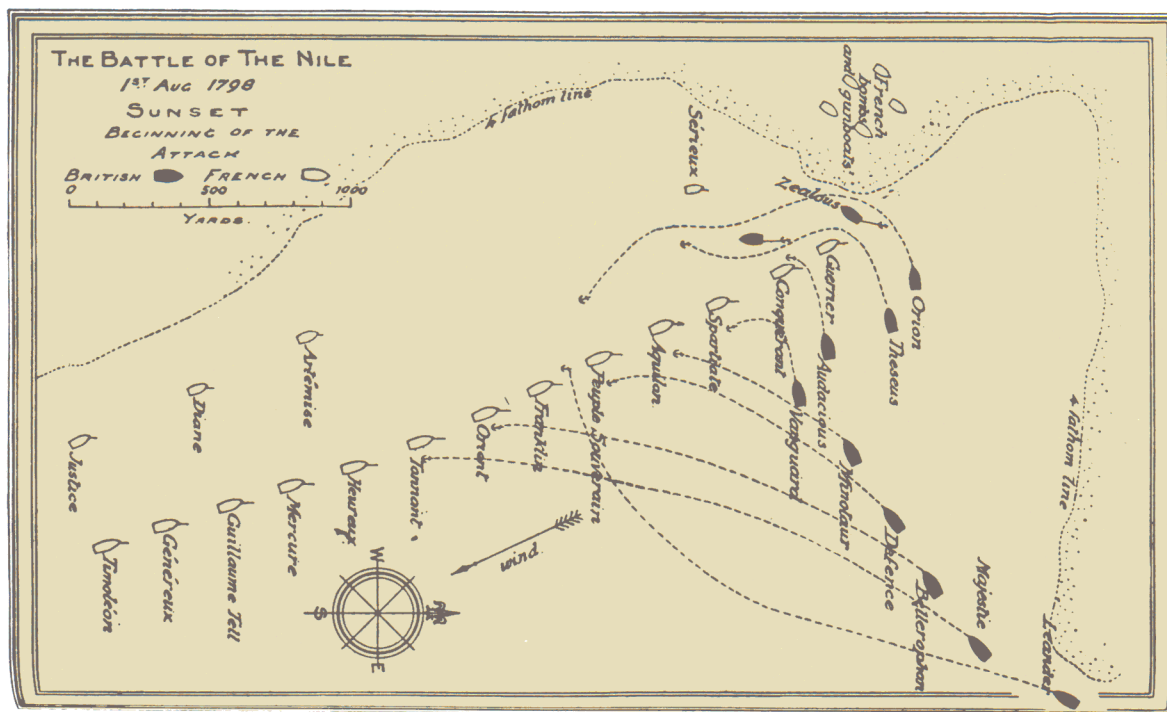 THE BATTLE OF THE NILE
1ST AUG 1798
SUNSET
BEGINNING OF THE
ATTACK
BRITISH FRENCH
0 500 1000
YARDS
4 fathom line
Sérieux
French
bombs
and gunboats
Zealous
Orion
Theseus
Guerrier
Conquérant
Audacious
Spartiate
Vanguard
Aquilon
Minotaur
Peuple Souverain
Defence
Franklin
Bellerophon
Orient
Majestic
Tonnant
Leander
4 fathom line
Artémise
Heureux
Diane
Mercure
Justice
Guillaume Tell
Généreux
Timoléon
wind
W
S
E